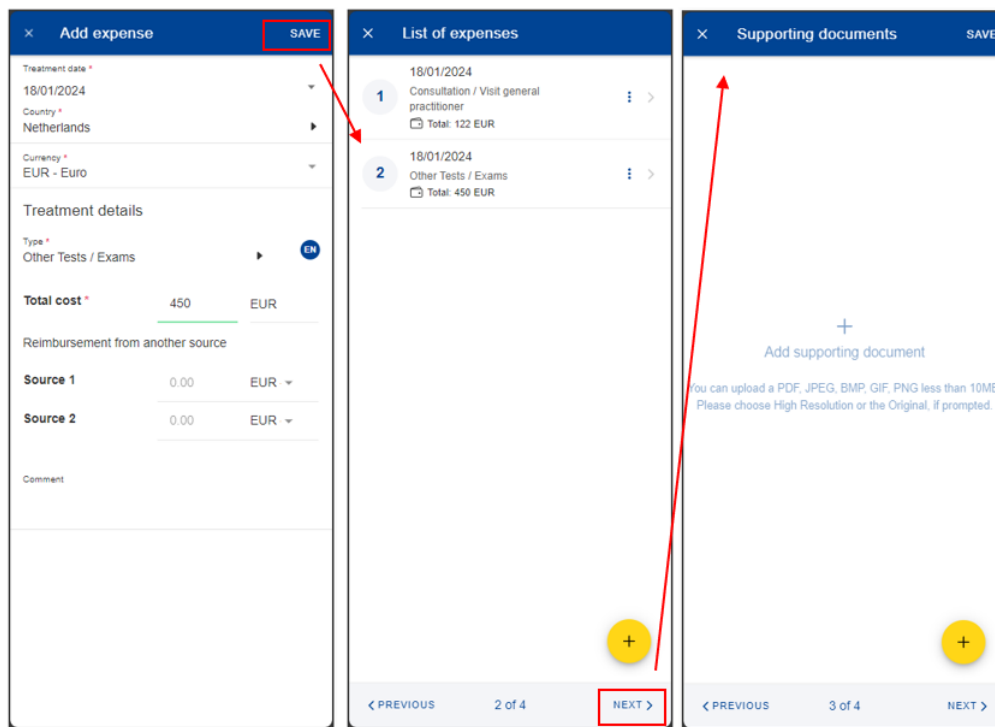 × Add expense SAVE
Treatment date *
18/01/2024
Country *
Netherlands
Currency *
EUR - Euro
Treatment details
Type *
Other Tests / Exams EN
Total cost * 450 EUR
Reimbursement from another source
Source 1 0.00 EUR
Source 2 0.00 EUR
Comment
× List of expenses
18/01/2024
1 Consultation / Visit general
practitioner
Total: 122 EUR
18/01/2024
2 Other Tests / Exams
Total: 450 EUR
+
< PREVIOUS 2 of 4 NEXT >
× Supporting documents SAVE
+
Add supporting document
You can upload a PDF, JPEG, BMP, GIF, PNG less than 10MB
Please choose High Resolution or the Original, if prompted.
+
< PREVIOUS 3 of 4 NEXT >